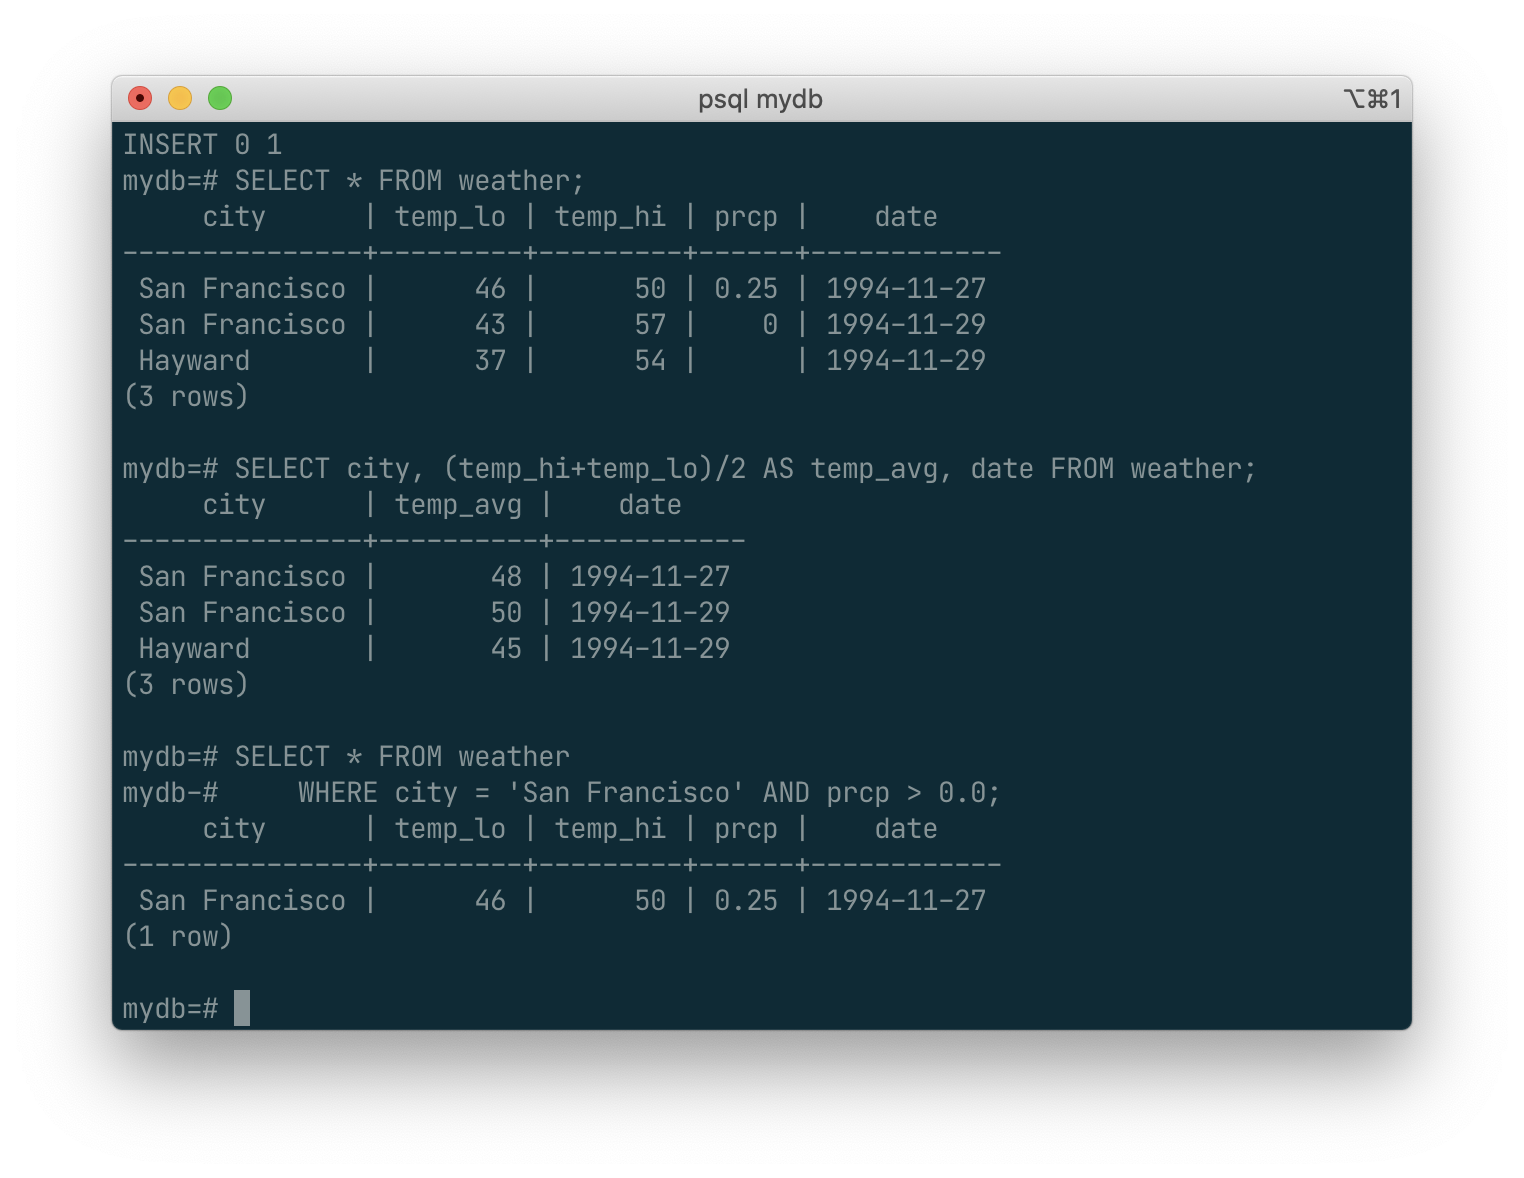 psql mydb
⌥⌘1
INSERT 0 1
mydb=# SELECT * FROM weather;
     city      | temp_lo | temp_hi | prcp |    date
---------------+---------+---------+------+------------
 San Francisco |      46 |      50 | 0.25 | 1994-11-27
 San Francisco |      43 |      57 |    0 | 1994-11-29
 Hayward       |      37 |      54 |      | 1994-11-29
(3 rows)
mydb=# SELECT city, (temp_hi+temp_lo)/2 AS temp_avg, date FROM weather;
     city      | temp_avg |    date
---------------+----------+------------
 San Francisco |       48 | 1994-11-27
 San Francisco |       50 | 1994-11-29
 Hayward       |       45 | 1994-11-29
(3 rows)
mydb=# SELECT * FROM weather
mydb-#     WHERE city = 'San Francisco' AND prcp > 0.0;
     city      | temp_lo | temp_hi | prcp |    date
---------------+---------+---------+------+------------
 San Francisco |      46 |      50 | 0.25 | 1994-11-27
(1 row)
mydb=#